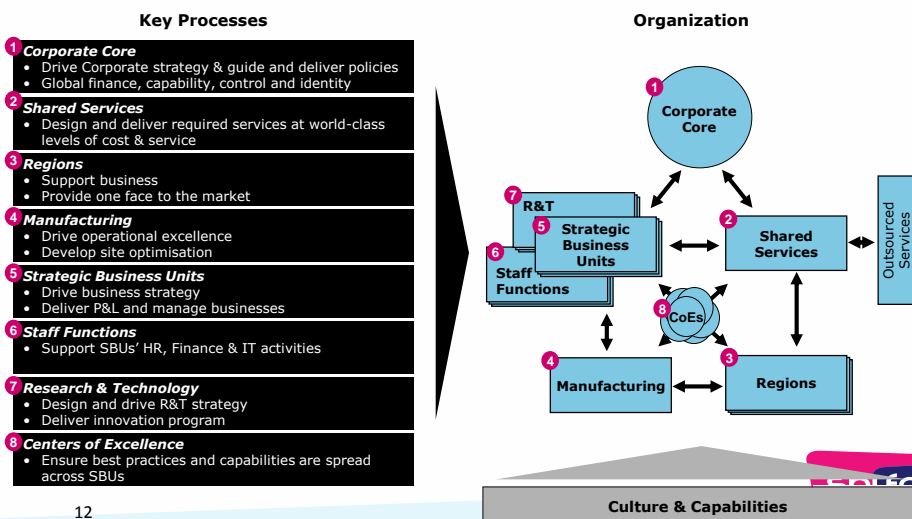 Key Processes
1
Corporate Core
• Drive Corporate strategy & guide and deliver policies
• Global finance, capability, control and identity
2
Shared Services
• Design and deliver required services at world-class
levels of cost & service
3
Regions
• Support business
• Provide one face to the market
4
Manufacturing
• Drive operational excellence
• Develop site optimisation
5
Strategic Business Units
• Drive business strategy
• Deliver P&L and manage businesses
6
Staff Functions
• Support SBUs' HR, Finance & IT activities
7
Research & Technology
• Design and drive R&T strategy
• Deliver innovation program
8
Centers of Excellence
• Ensure best practices and capabilities are spread
across SBUs
12
Organization
1
Corporate
Core
7
R&T
5
Strategic
Business
Units
6
Staff
Functions
2
Shared
Services
Outsourced
Services
8
CoEs
4
Manufacturing
3
Regions
Culture & Capabilities